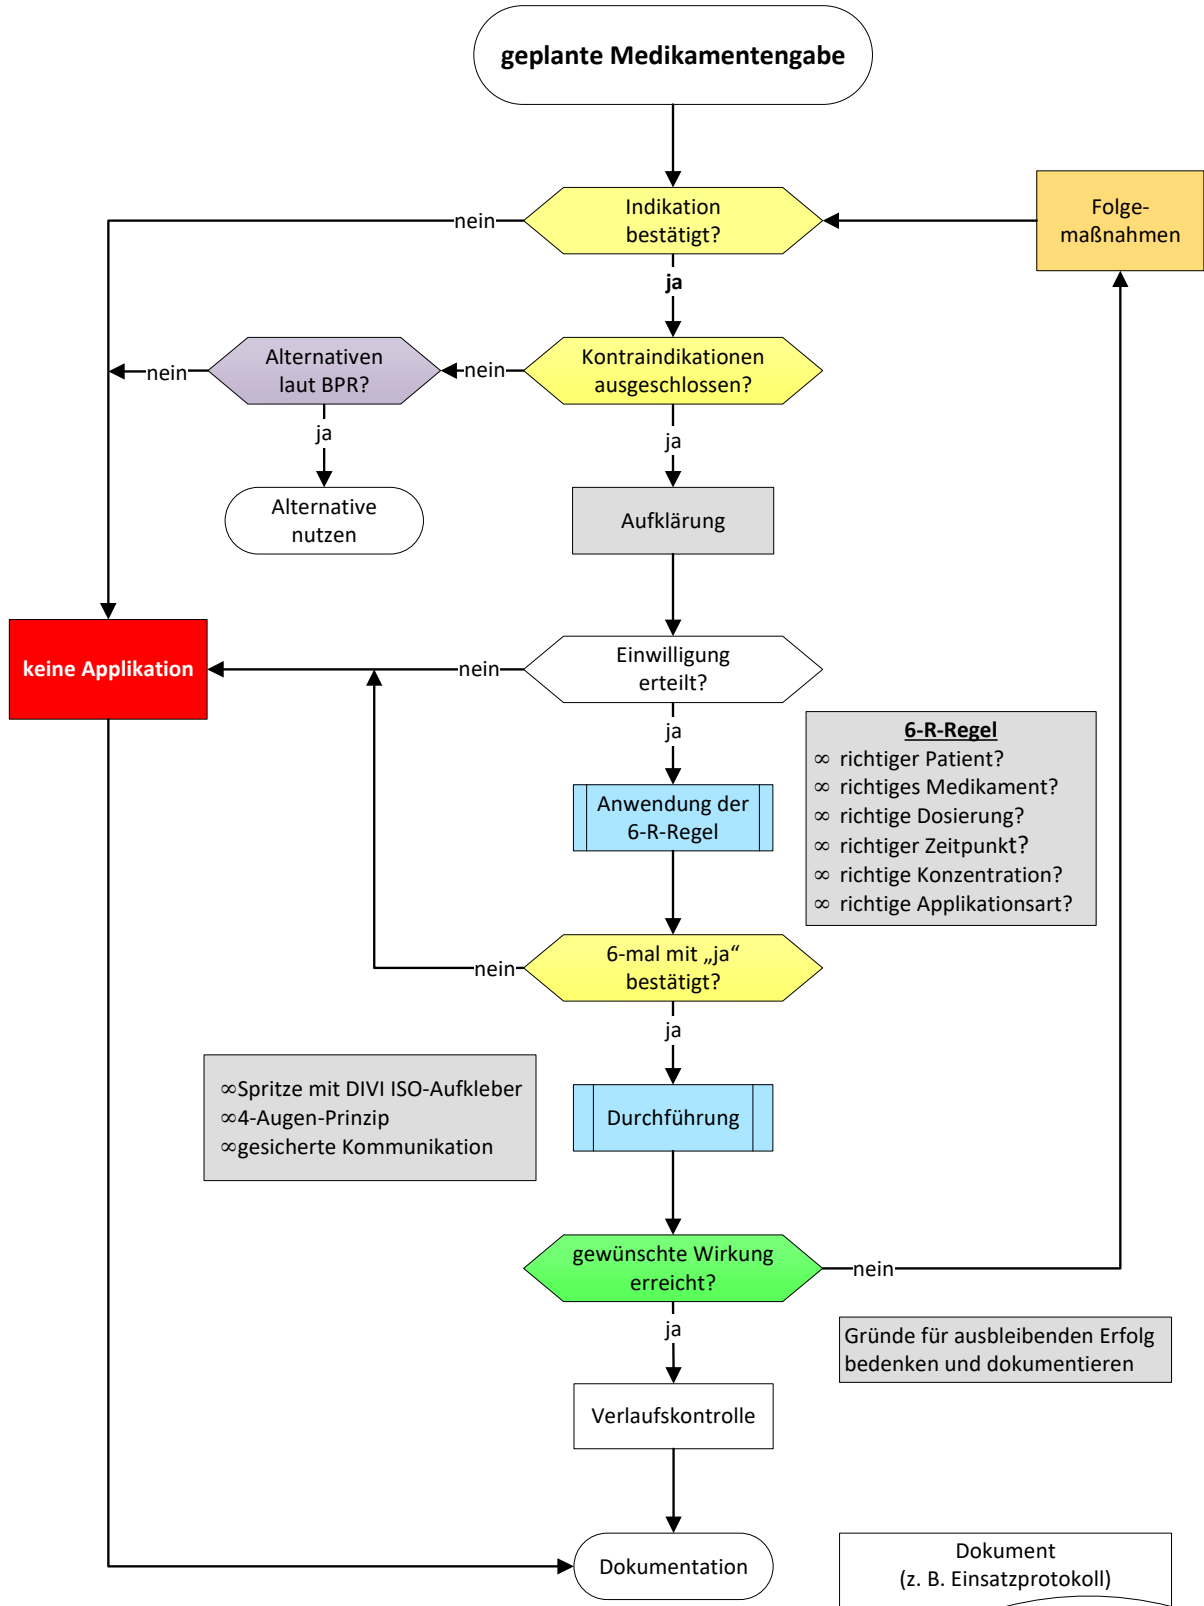 geplante Medikamentengabe
nein
Indikation
bestätigt?
Folge-
maßnahmen
ja
Alternativen
laut BPR?
nein
nein
Kontraindikationen
ausgeschlossen?
ja
ja
Alternative
nutzen
Aufklärung
keine Applikation
nein
Einwilligung
erteilt?
ja
6-R-Regel
∞ richtiger Patient?
∞ richtiges Medikament?
∞ richtige Dosierung?
∞ richtiger Zeitpunkt?
∞ richtige Konzentration?
∞ richtige Applikationsart?
Anwendung der
6-R-Regel
nein
6-mal mit „ja“
bestätigt?
ja
∞Spritze mit DIVI ISO-Aufkleber
∞4-Augen-Prinzip
∞gesicherte Kommunikation
Durchführung
gewünschte Wirkung
erreicht?
nein
ja
Gründe für ausbleibenden Erfolg
bedenken und dokumentieren
Verlaufskontrolle
Dokumentation
Dokument
(z. B. Einsatzprotokoll)